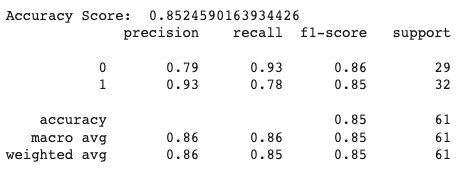 Accuracy Score:  0.8524590163934426
              precision    recall  f1-score   support

           0       0.79      0.93      0.86        29
           1       0.93      0.78      0.85        32

    accuracy                           0.85        61
   macro avg       0.86      0.86      0.85        61
weighted avg       0.86      0.85      0.85        61